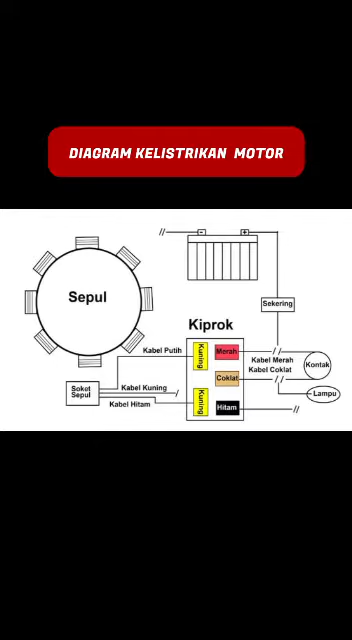 DIAGRAM KELISTRIKAN MOTOR
//
-
+
Sepul
Sekering
Kiprok
Kabel Putih
Kuning
Merah
//
Kabel Merah
Kabel Coklat
Kontak
Coklat
//
Soket
Sepul
Kabel Kuning
/
Kabel Hitam
Kuning
Hitam
Lampu
//